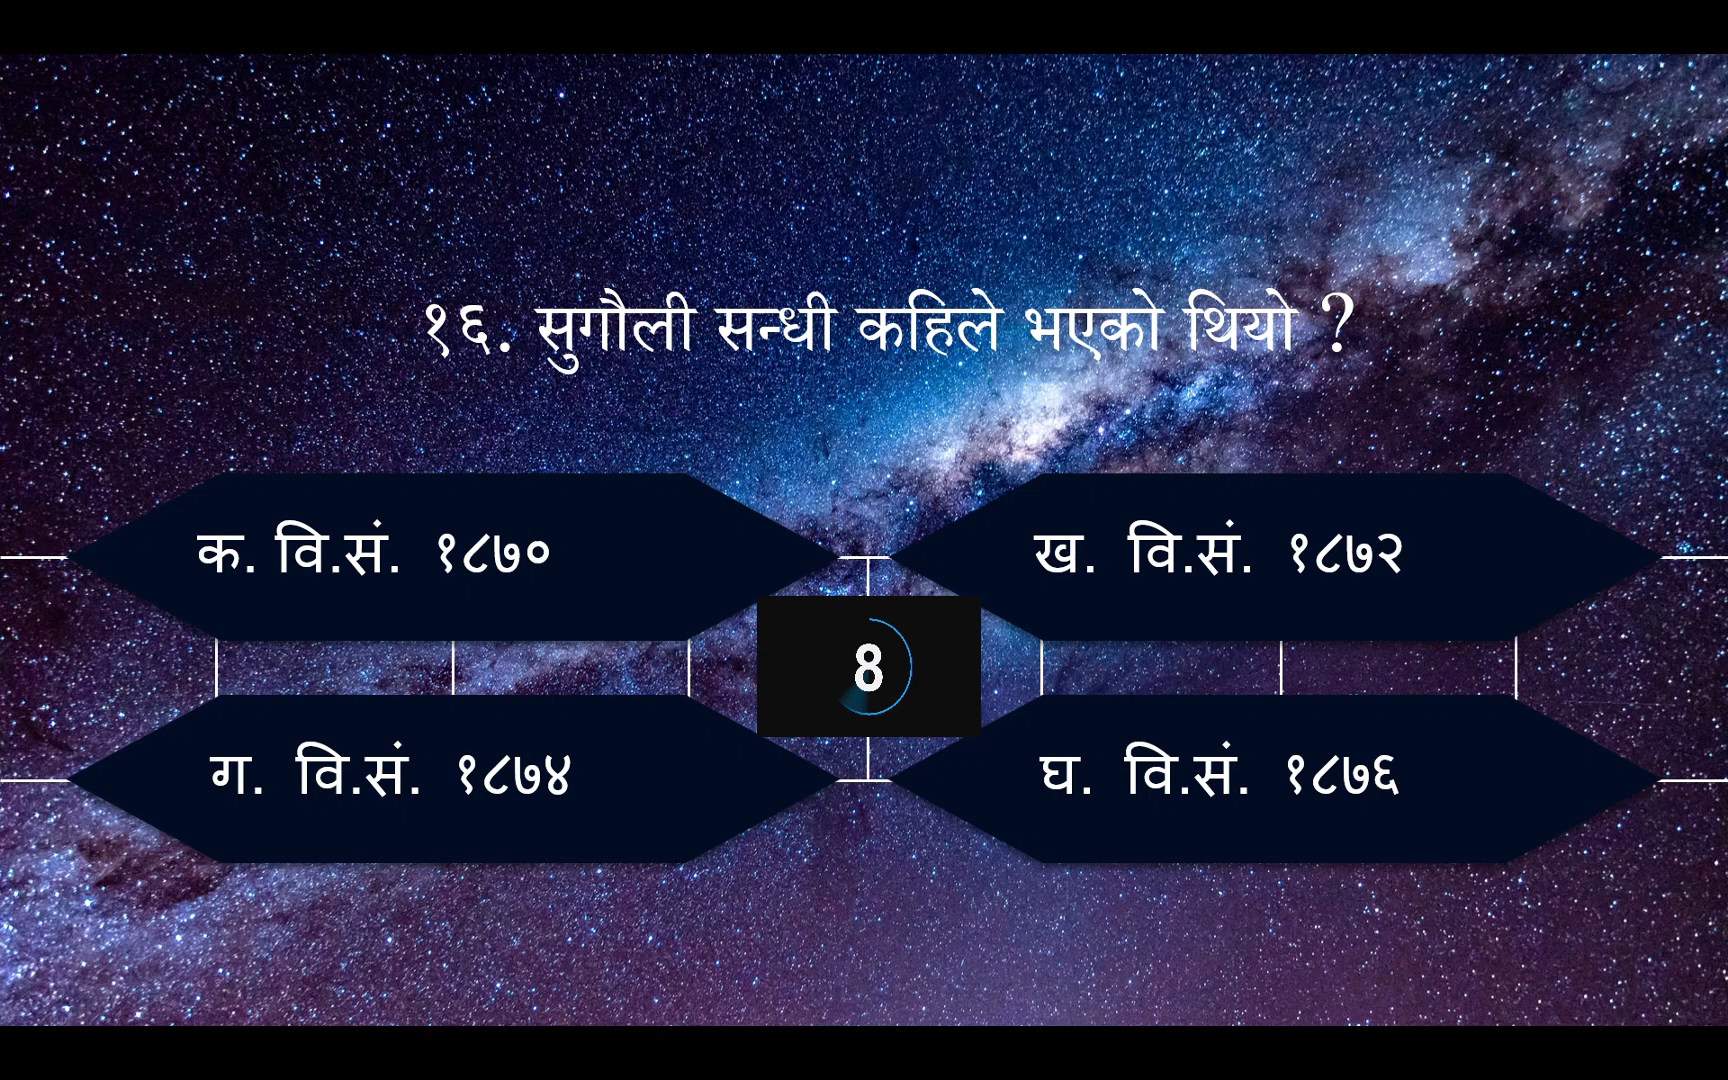 १६. सुगौली सन्धी कहिले भएको थियो ?
क. वि.सं. १८७०
ख. वि.सं. १८७२
8
ग. वि.सं. १८७४
घ. वि.सं. १८७६